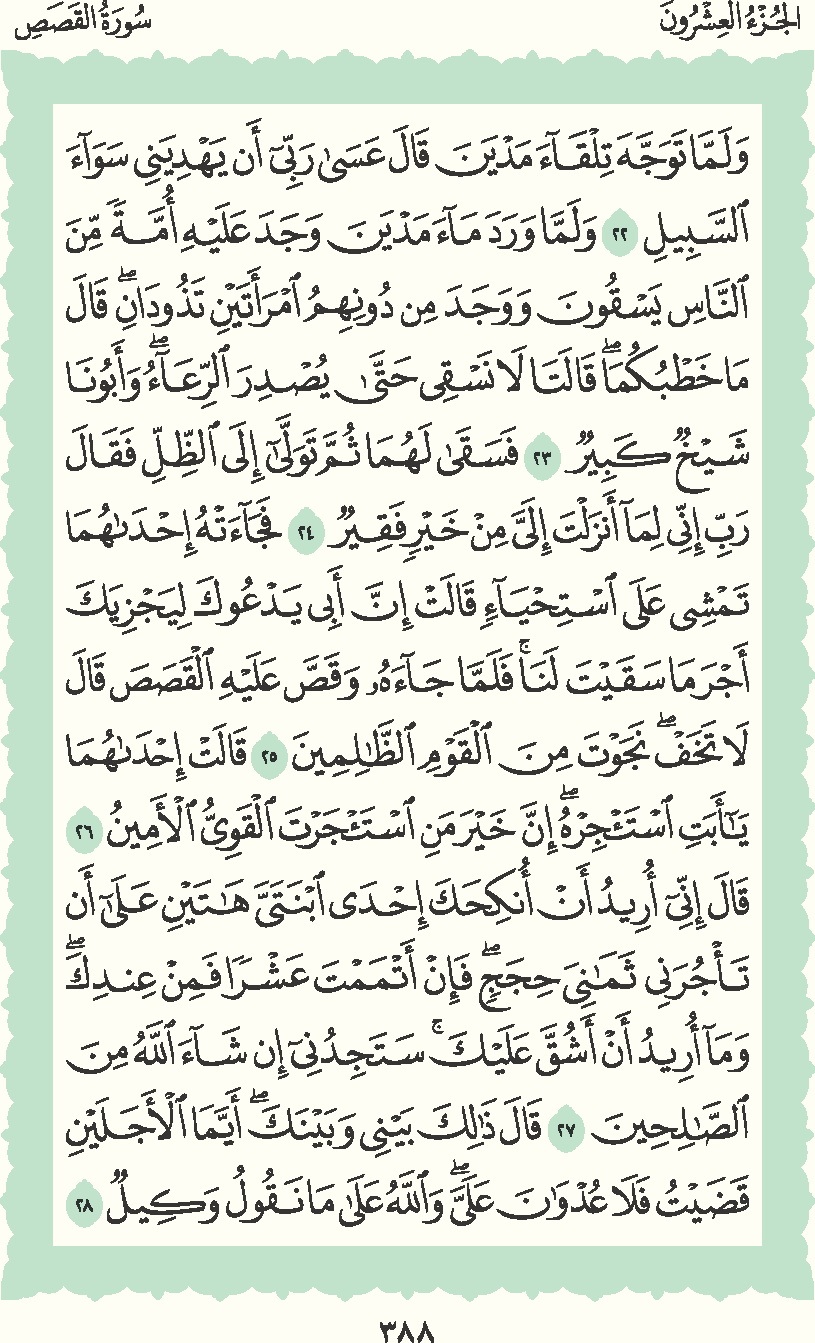 الجُزْءُ العِشْرُونَ
سُورَةُ القَصَصِ
وَلَمَّا تَوَجَّهَ تِلْقَآءَ مَدْيَنَ قَالَ عَسَىٰ رَبِّىٓ أَن يَهْدِيَنِى سَوَآءَ
ٱلسَّبِيلِ ٢٢ وَلَمَّا وَرَدَ مَآءَ مَدْيَنَ وَجَدَ عَلَيْهِ أُمَّةً مِّنَ
ٱلنَّاسِ يَسْقُونَ وَوَجَدَ مِن دُونِهِمُ ٱمْرَأَتَيْنِ تَذُودَانِ ۖ قَالَ
مَا خَطْبُكُمَا ۖ قَالَتَا لَا نَسْقِى حَتَّىٰ يُصْدِرَ ٱلرِّعَآءُ ۖ وَأَبُونَا
شَيْخٌ كَبِيرٌ ٢٣ فَسَقَىٰ لَهُمَا ثُمَّ تَوَلَّىٰٓ إِلَى ٱلظِّلِّ فَقَالَ
رَبِّ إِنِّى لِمَآ أَنزَلْتَ إِلَىَّ مِنْ خَيْرٍ فَقِيرٌ ٢٤ فَجَآءَتْهُ إِحْدَىٰهُمَا
تَمْشِى عَلَى ٱسْتِحْيَآءٍ قَالَتْ إِنَّ أَبِى يَدْعُوكَ لِيَجْزِيَكَ
أَجْرَ مَا سَقَيْتَ لَنَا ۚ فَلَمَّا جَآءَهُۥ وَقَصَّ عَلَيْهِ ٱلْقَصَصَ قَالَ
لَا تَخَفْ ۖ نَجَوْتَ مِنَ ٱلْقَوْمِ ٱلظَّـٰلِمِينَ ٢٥ قَالَتْ إِحْدَىٰهُمَا
يَـٰٓأَبَتِ ٱسْتَـْٔجِرْهُ ۖ إِنَّ خَيْرَ مَنِ ٱسْتَـْٔجَرْتَ ٱلْقَوِىُّ ٱلْأَمِينُ ٢٦
قَالَ إِنِّىٓ أُرِيدُ أَنْ أُنكِحَكَ إِحْدَى ٱبْنَتَىَّ هَـٰتَيْنِ عَلَىٰٓ أَن
تَأْجُرَنِى ثَمَـٰنِىَ حِجَجٍ ۖ فَإِنْ أَتْمَمْتَ عَشْرًا فَمِنْ عِندِكَ ۖ
وَمَآ أُرِيدُ أَنْ أَشُقَّ عَلَيْكَ ۚ سَتَجِدُنِىٓ إِن شَآءَ ٱللَّهُ مِنَ
ٱلصَّـٰلِحِينَ ٢٧ قَالَ ذَٰلِكَ بَيْنِى وَبَيْنَكَ ۖ أَيَّمَا ٱلْأَجَلَيْنِ
قَضَيْتُ فَلَا عُدْوَٰنَ عَلَىَّ ۖ وَٱللَّهُ عَلَىٰ مَا نَقُولُ وَكِيلٌ ٢٨
٣٨٨